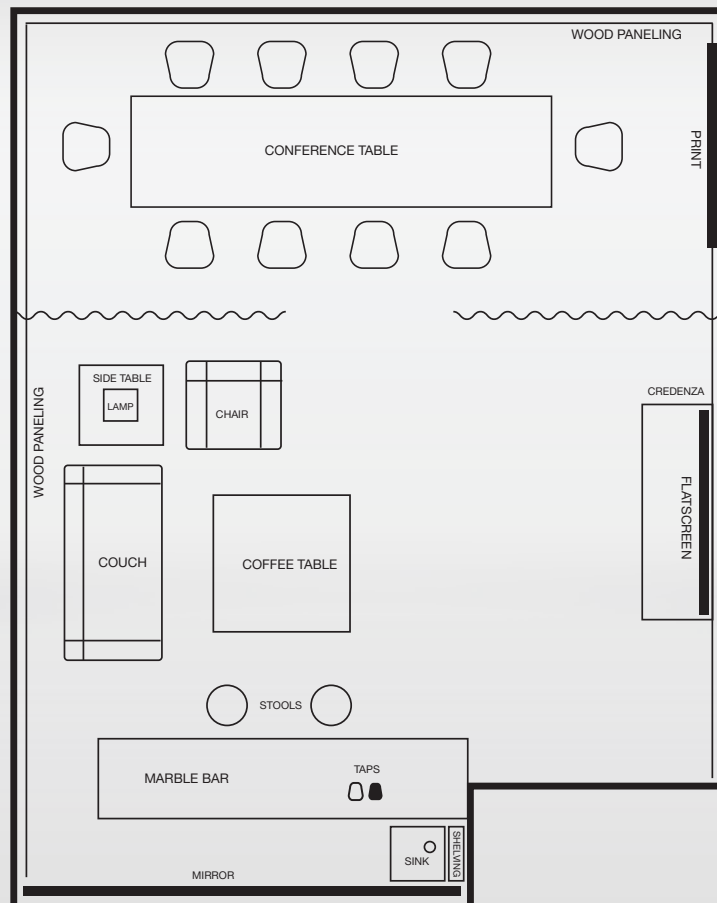 WOOD PANELING
CONFERENCE TABLE
PRINT
SIDE TABLE
LAMP
CHAIR
CREDENZA
WOOD PANELING
FLATSCREEN
COUCH
COFFEE TABLE
STOOLS
MARBLE BAR
TAPS
SINK
SHELVING
MIRROR